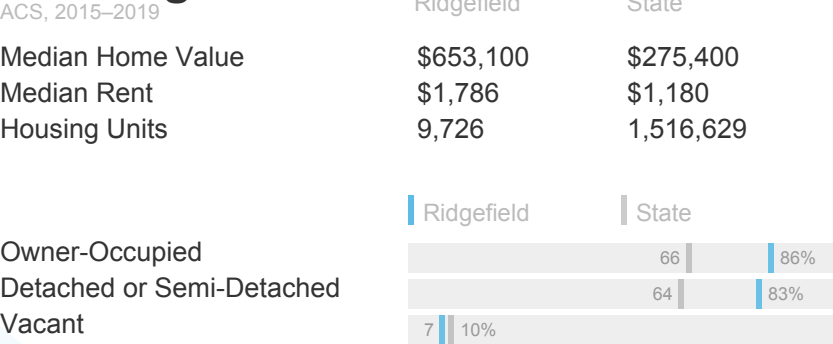 ACS, 2015–2019 Ridgefield State
Median Home Value $653,100 $275,400
Median Rent $1,786 $1,180
Housing Units 9,726 1,516,629
Ridgefield State
Owner-Occupied 66 86%
Detached or Semi-Detached 64 83%
Vacant 7 10%